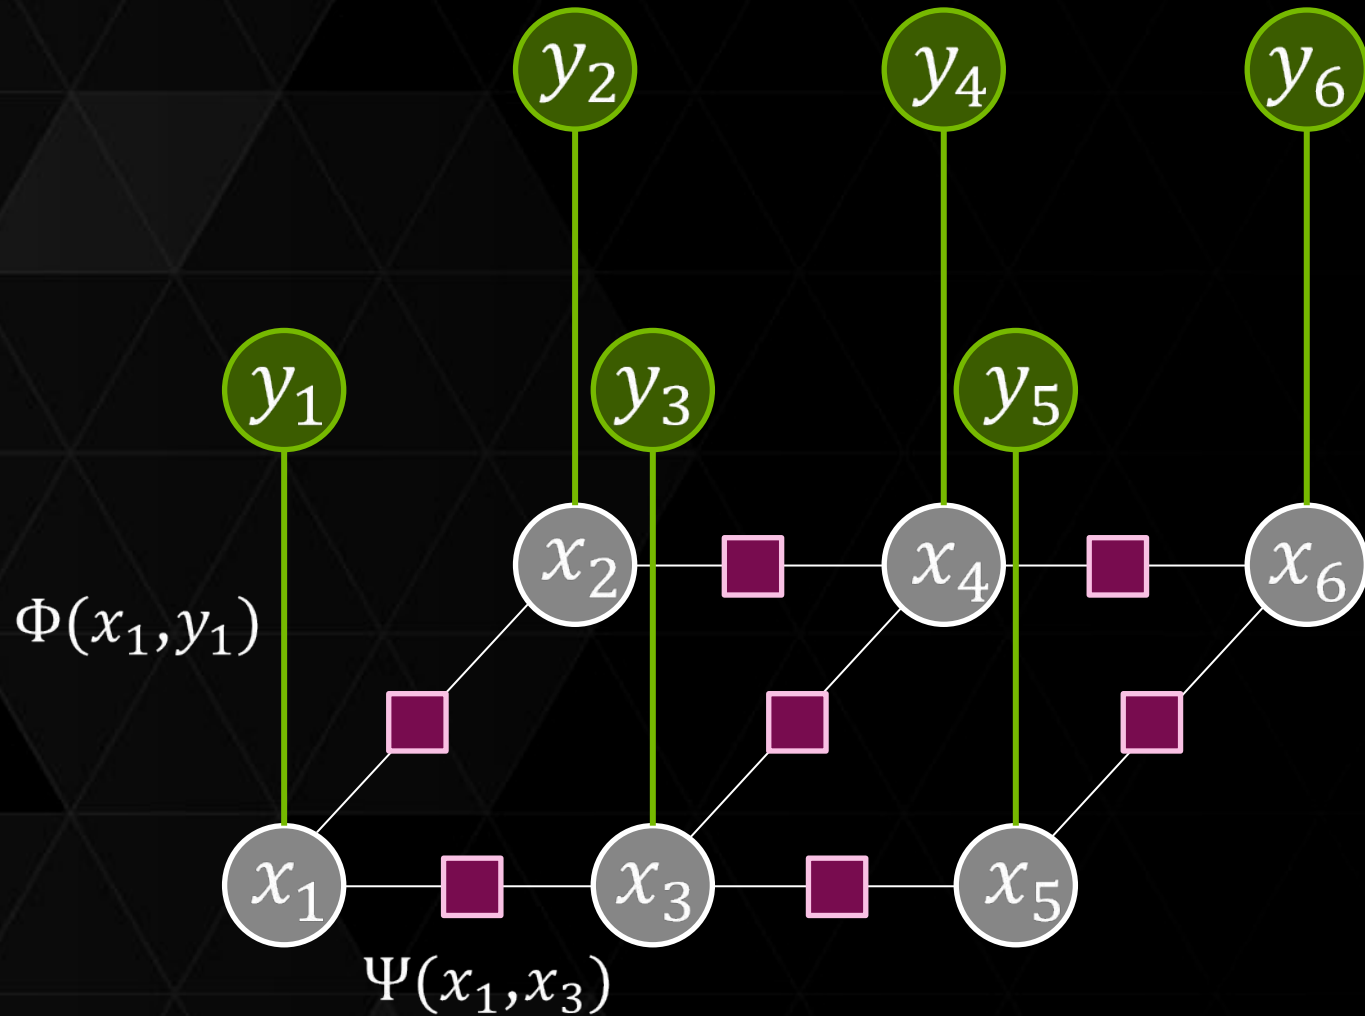 y₂ y₄ y₆
y₁ y₃ y₅
x₂ x₄ x₆
Φ(x₁,y₁)
x₁ x₃ x₅
Ψ(x₁,x₃)